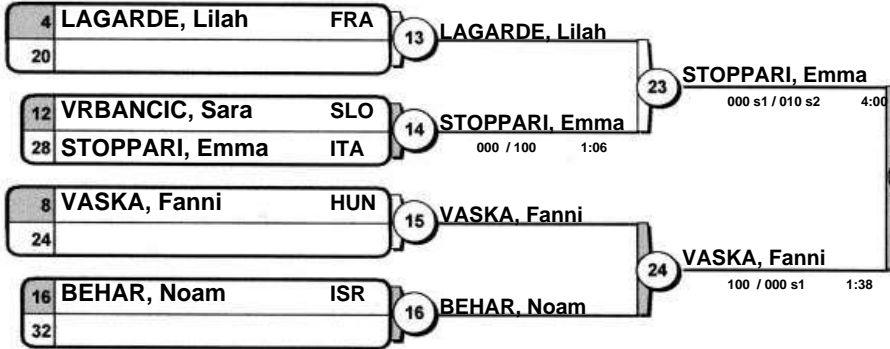 4 LAGARDE, Lilah FRA
20
13 LAGARDE, Lilah
12 VRBANCIC, Sara SLO
28 STOPPARI, Emma ITA
14 STOPPARI, Emma
000 / 100 1:06
23 STOPPARI, Emma
000 s1 / 010 s2 4:00
8 VASKA, Fanni HUN
24
15 VASKA, Fanni
16 BEHAR, Noam ISR
32
16 BEHAR, Noam
24 VASKA, Fanni
100 / 000 s1 1:38